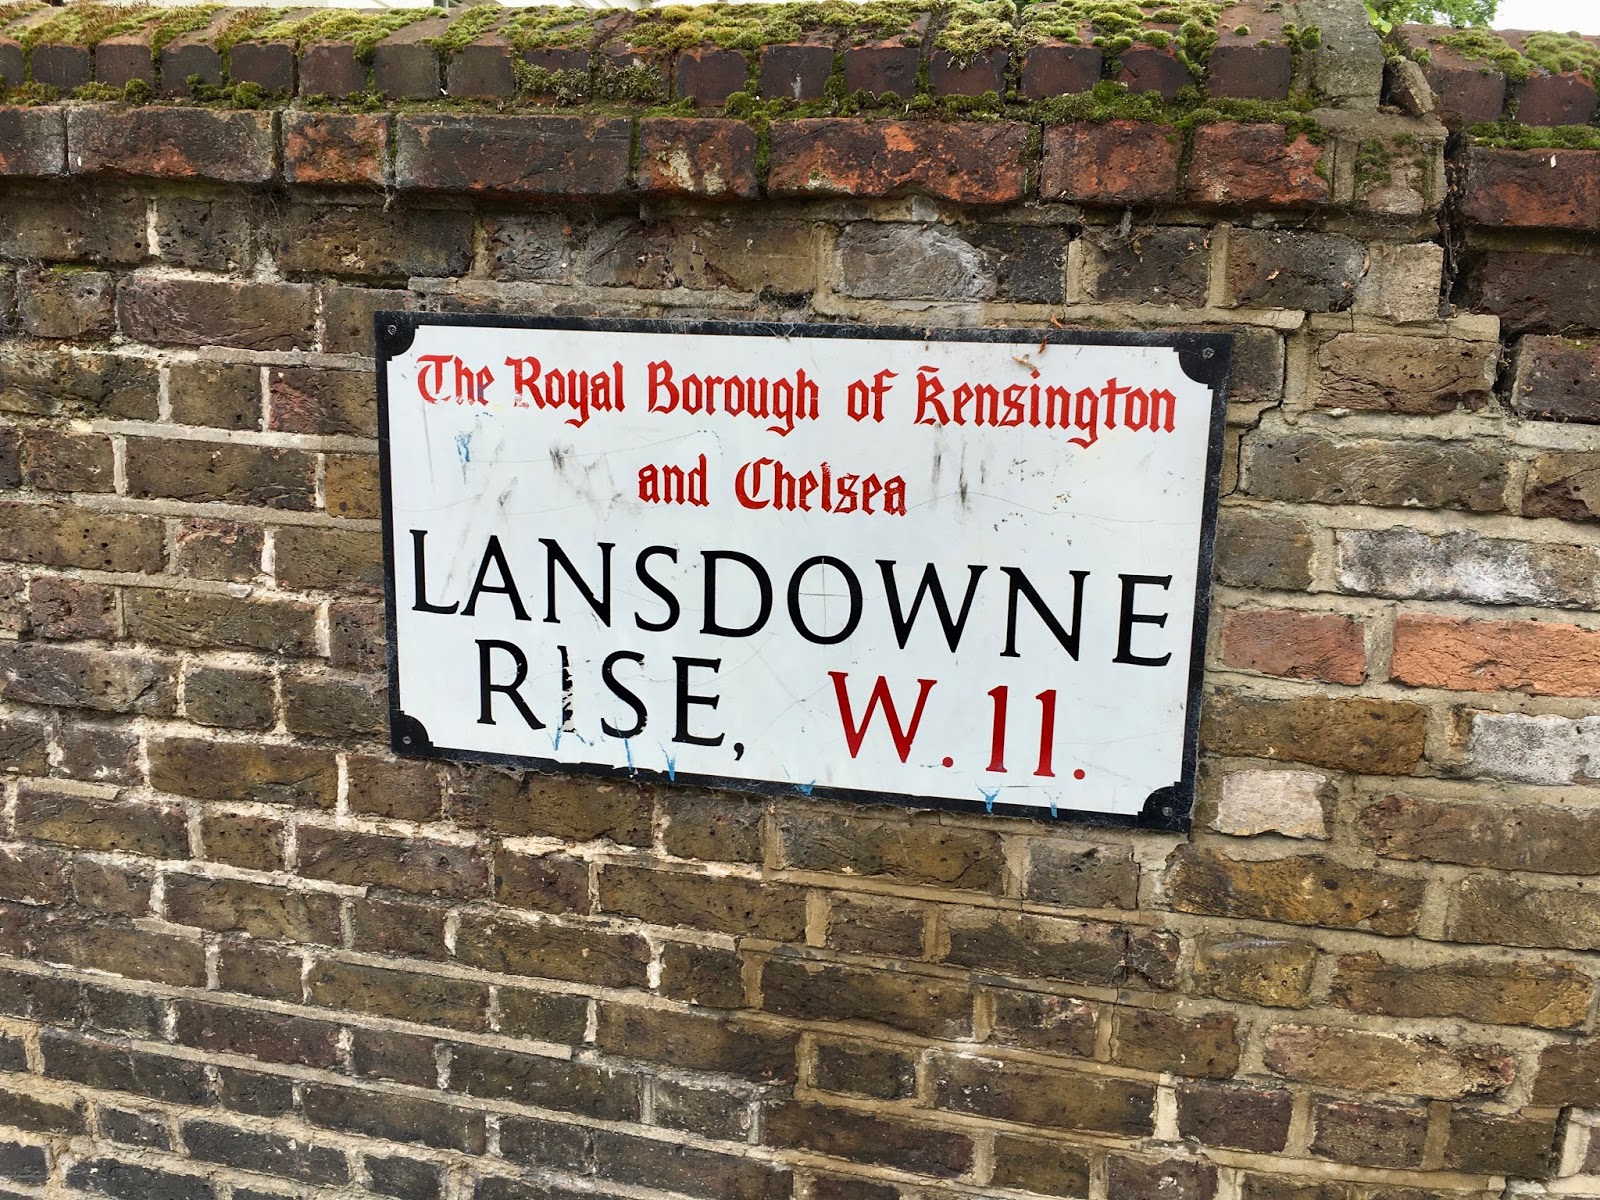 The Royal Borough of Kensington
and Chelsea
LANSDOWNE
RISE, W.11.